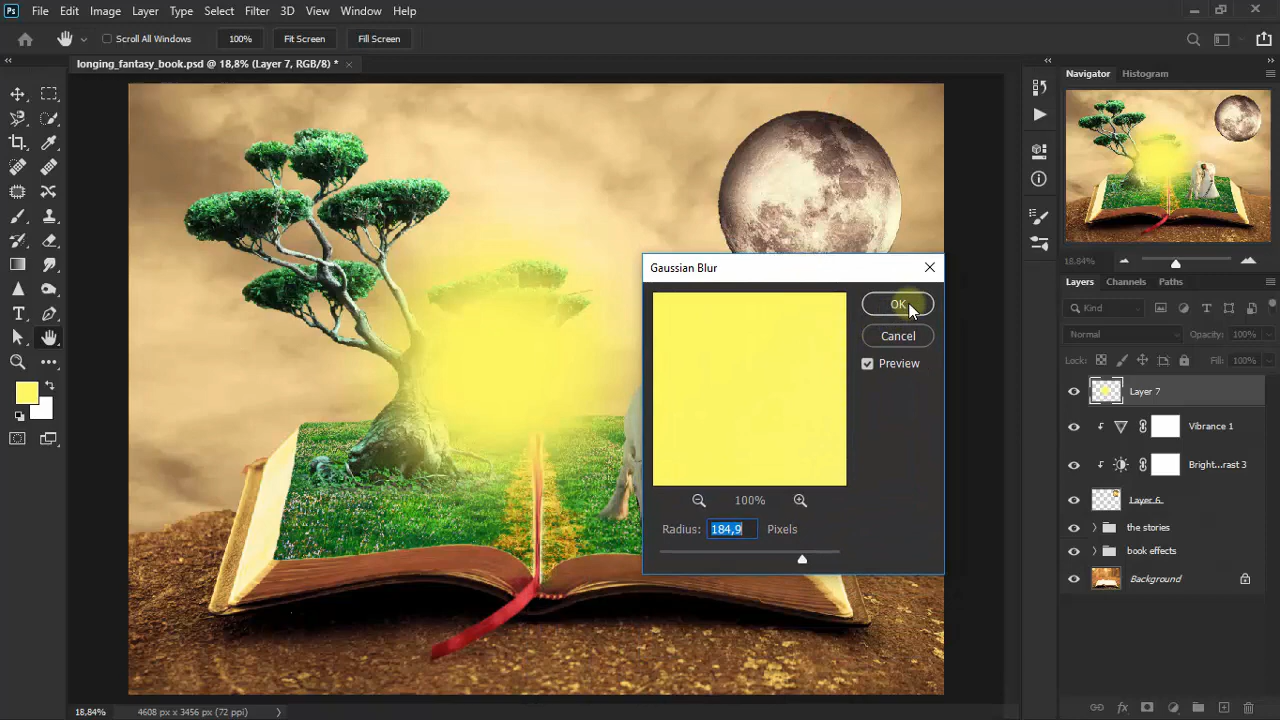 Ps File Edit Image Layer Type Select Filter 3D View Window Help
Scroll All Windows 100% Fit Screen Fill Screen
longing_fantasy_book.psd @ 18,8% (Layer 7, RGB/8) *
Navigator Histogram
18.84%
Gaussian Blur
OK
Cancel
Preview
100%
Radius: 184,9 Pixels
Layers Channels Paths
Kind
Normal Opacity: 100%
Lock: Fill: 100%
Layer 7
Vibrance 1
Bright...rast 3
Layer 6
the stories
book effects
Background
18,84% 4608 px x 3456 px (72 ppi)